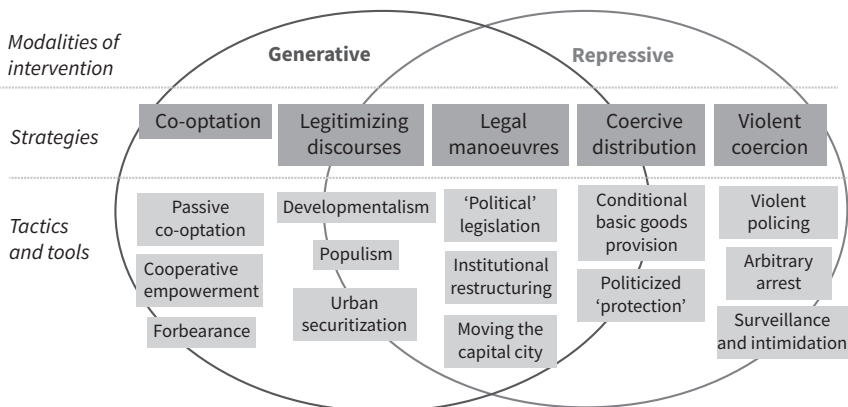 Modalities of
intervention
Generative
Repressive
Strategies
Co-optation
Legitimizing
discourses
Legal
manoeuvres
Coercive
distribution
Violent
coercion
Tactics
and tools
Passive
co-optation
Cooperative
empowerment
Forbearance
Developmentalism
Populism
Urban
securitization
‘Political’
legislation
Institutional
restructuring
Moving the
capital city
Conditional
basic goods
provision
Politicized
‘protection’
Violent
policing
Arbitrary
arrest
Surveillance
and intimidation